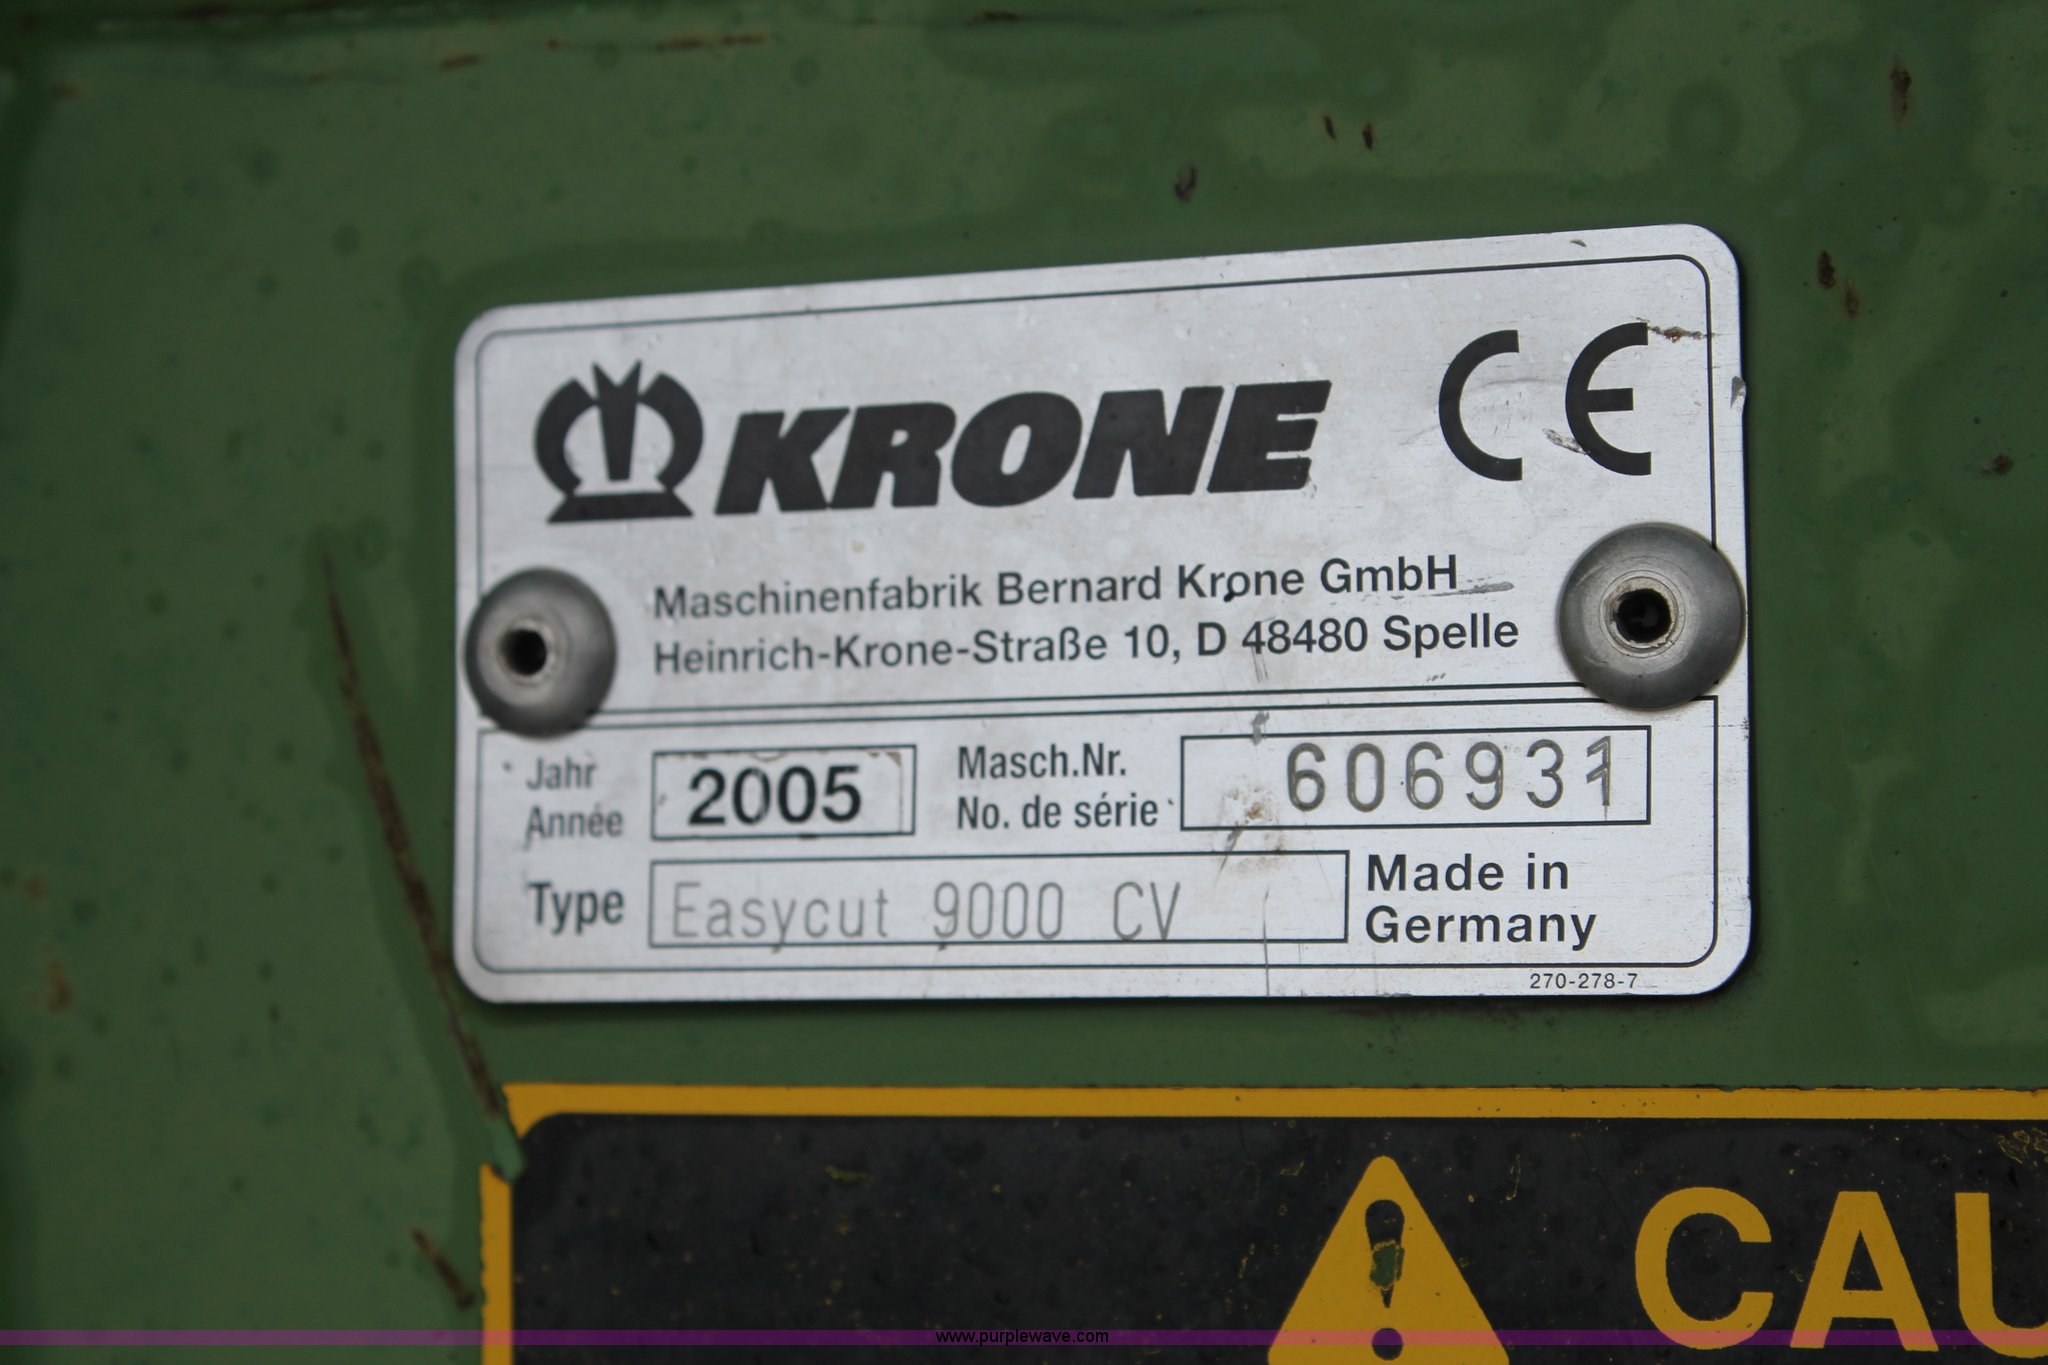 KRONE CE
Maschinenfabrik Bernard Krone GmbH
Heinrich-Krone-Straße 10, D 48480 Spelle
Jahr
Année
2005
Masch.Nr.
No. de série
606931
Type
Easycut 9000 CV
Made in
Germany
270-278-7
CAU
www.purplewave.com